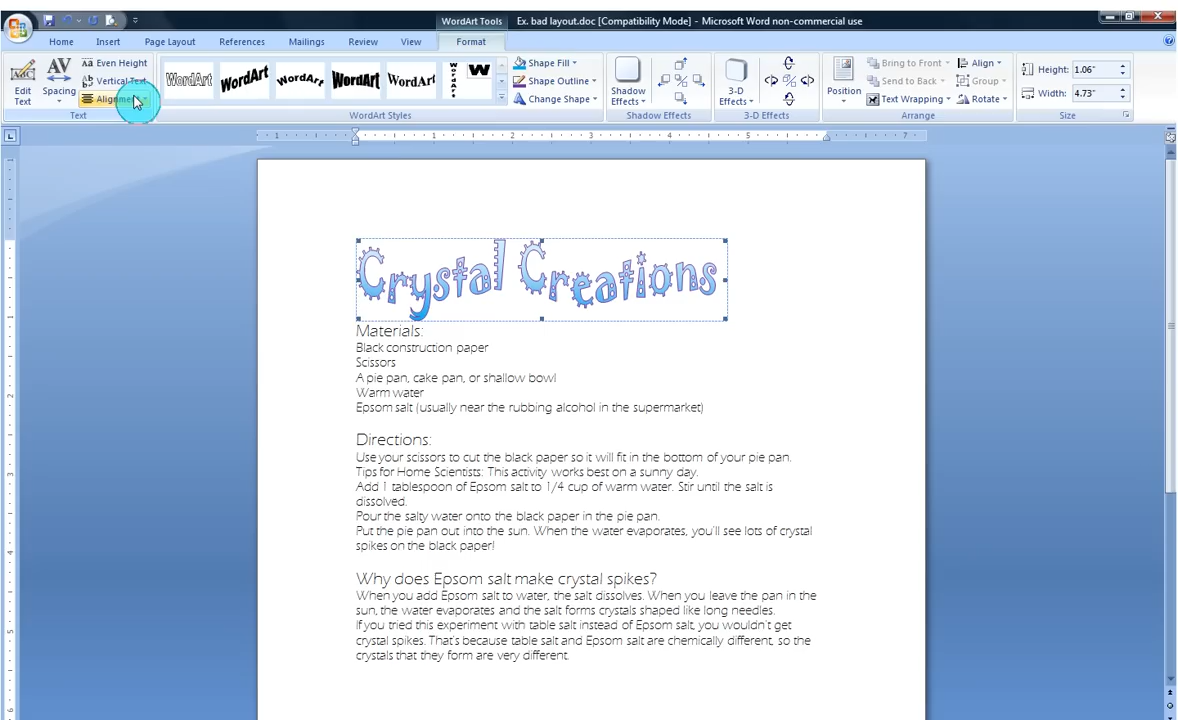 WordArt Tools
Ex. bad layout.doc [Compatibility Mode] - Microsoft Word non-commercial use
Home Insert Page Layout References Mailings Review View Format
Edit Text
Spacing
Aa Even Height
Vertical Text
Alignment
Text
WordArt WordArt WordArt WordArt WordArt WordArt W
WordArt Styles
Shape Fill
Shape Outline
Change Shape
Shadow Effects
Shadow Effects
3-D Effects
3-D Effects
Position
Bring to Front
Send to Back
Text Wrapping
Align
Group
Rotate
Arrange
Height: 1.06"
Width: 4.73"
Size
1 1 2 3 4 5 7
Crystal Creations
Materials:
Black construction paper
Scissors
A pie pan, cake pan, or shallow bowl
Warm water
Epsom salt (usually near the rubbing alcohol in the supermarket)
Directions:
Use your scissors to cut the black paper so it will fit in the bottom of your pie pan.
Tips for Home Scientists: This activity works best on a sunny day.
Add 1 tablespoon of Epsom salt to 1/4 cup of warm water. Stir until the salt is
dissolved.
Pour the salty water onto the black paper in the pie pan.
Put the pie pan out into the sun. When the water evaporates, you'll see lots of crystal
spikes on the black paper!
Why does Epsom salt make crystal spikes?
When you add Epsom salt to water, the salt dissolves. When you leave the pan in the
sun, the water evaporates and the salt forms crystals shaped like long needles.
If you tried this experiment with table salt instead of Epsom salt, you wouldn't get
crystal spikes. That's because table salt and Epsom salt are chemically different, so the
crystals that they form are very different.